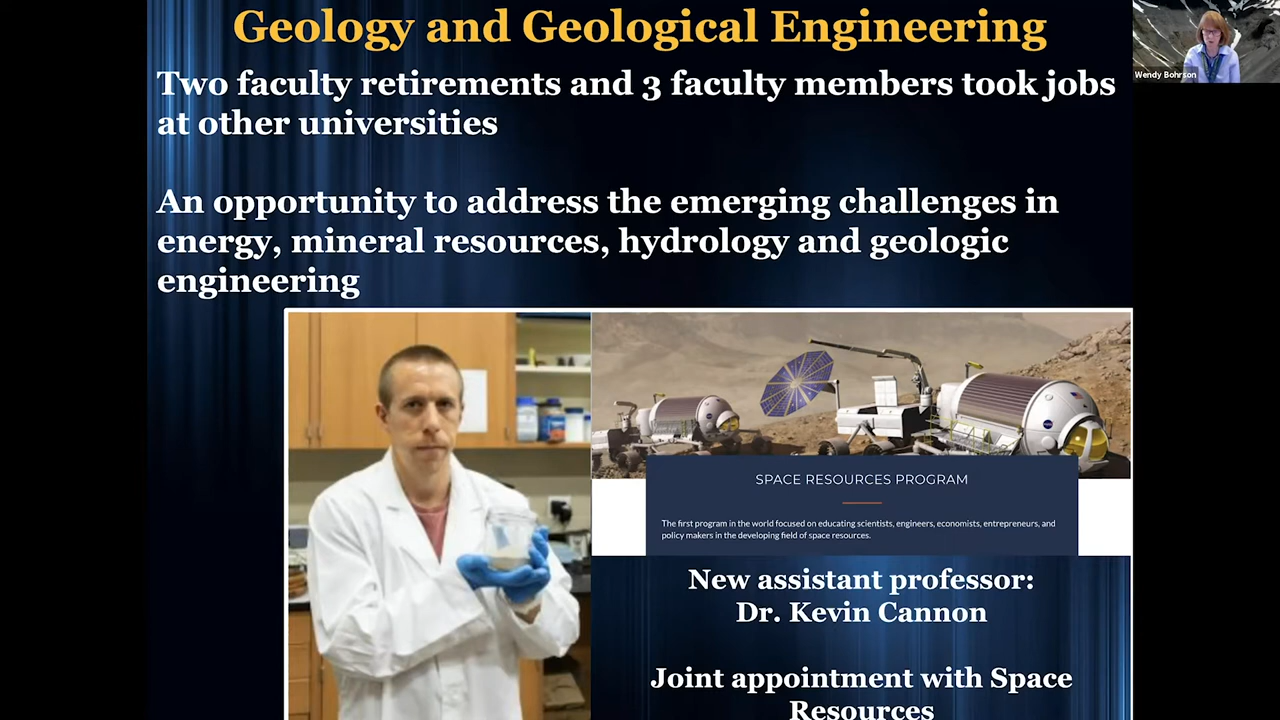 Geology and Geological Engineering
Wendy Bohrson
Two faculty retirements and 3 faculty members took jobs
at other universities
An opportunity to address the emerging challenges in
energy, mineral resources, hydrology and geologic
engineering
SPACE RESOURCES PROGRAM
The first program in the world focused on educating scientists, engineers, economists, entrepreneurs, and
policy makers in the developing field of space resources.
New assistant professor:
Dr. Kevin Cannon
Joint appointment with Space
Resources